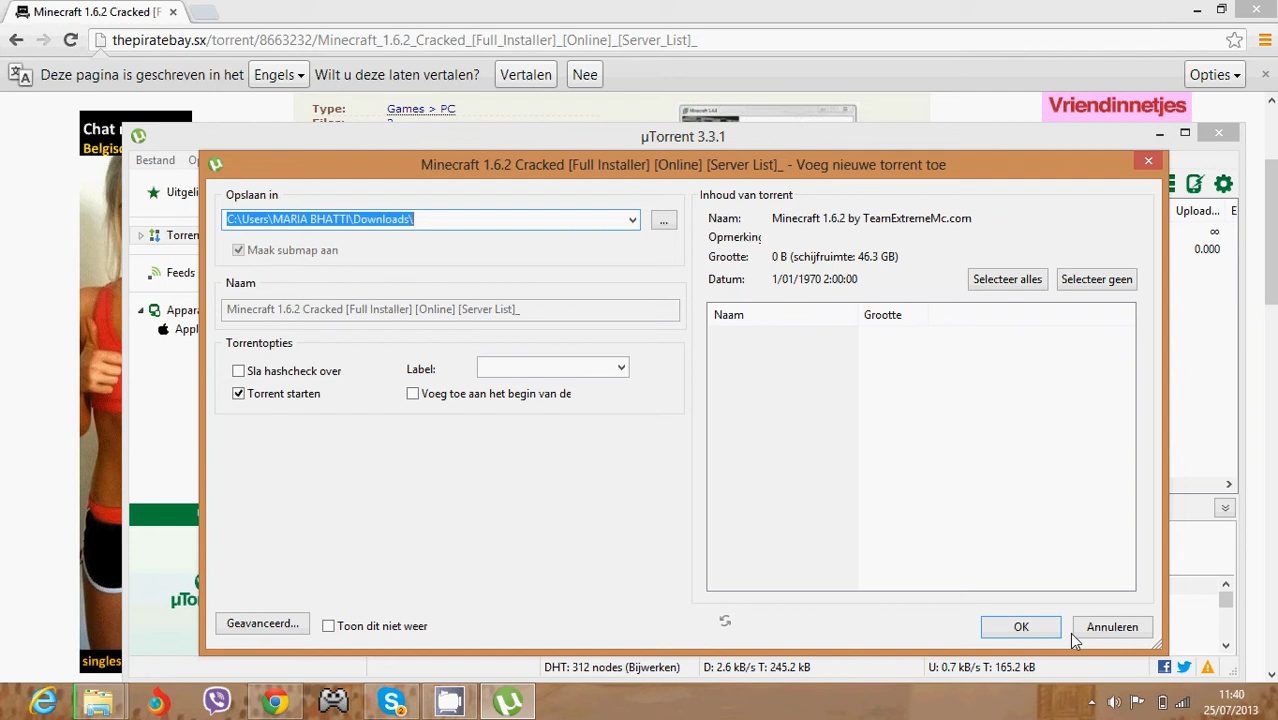 Minecraft 1.6.2 Cracked [F
thepiratebay.sx/torrent/8663232/Minecraft_1.6.2_Cracked_[Full_Installer]_[Online]_[Server_List]_
Deze pagina is geschreven in het Engels Wilt u deze laten vertalen? Vertalen Nee Opties
Type: Games > PC
Vriendinnetjes
Chat
Belgisc
µTorrent 3.3.1
Bestand
Minecraft 1.6.2 Cracked [Full Installer] [Online] [Server List]_ - Voeg nieuwe torrent toe
Uitgeli
Torren
Feeds
Appara
Appl
Upload...
E
∞
0.000
Opslaan in
C:\Users\MARIA BHATTI\Downloads\
...
Maak submap aan
Naam
Minecraft 1.6.2 Cracked [Full Installer] [Online] [Server List]_
Torrentopties
Sla hashcheck over
Label:
Torrent starten
Voeg toe aan het begin van de
Inhoud van torrent
Naam: Minecraft 1.6.2 by TeamExtremeMc.com
Opmerking
Grootte: 0 B (schijfruimte: 46.3 GB)
Datum: 1/01/1970 2:00:00
Selecteer alles
Selecteer geen
Naam Grootte
Geavanceerd...
Toon dit niet weer
OK
Annuleren
µTo
singles
DHT: 312 nodes (Bijwerken)
D: 2.6 kB/s T: 245.2 kB
U: 0.7 kB/s T: 165.2 kB
11:40
25/07/2013